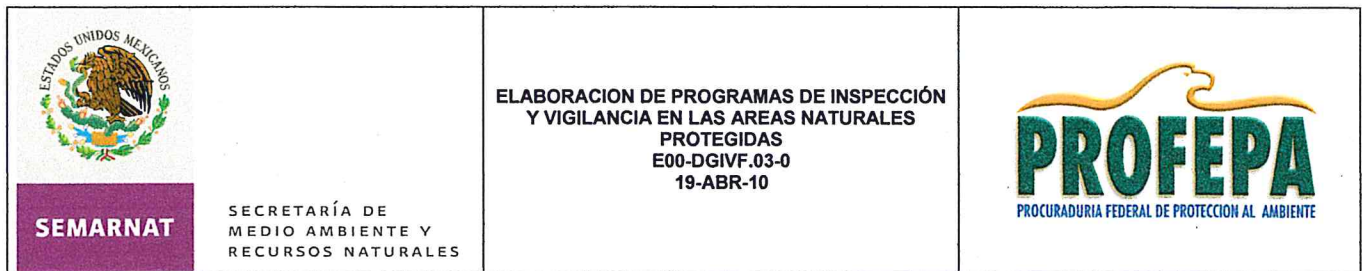 ESTADOS UNIDOS MEXICANOS
SEMARNAT
SECRETARÍA DE
MEDIO AMBIENTE Y
RECURSOS NATURALES
ELABORACION DE PROGRAMAS DE INSPECCIÓN
Y VIGILANCIA EN LAS AREAS NATURALES
PROTEGIDAS
E00-DGIVF.03-0
19-ABR-10
PROFEPA
PROCURADURIA FEDERAL DE PROTECCION AL AMBIENTE